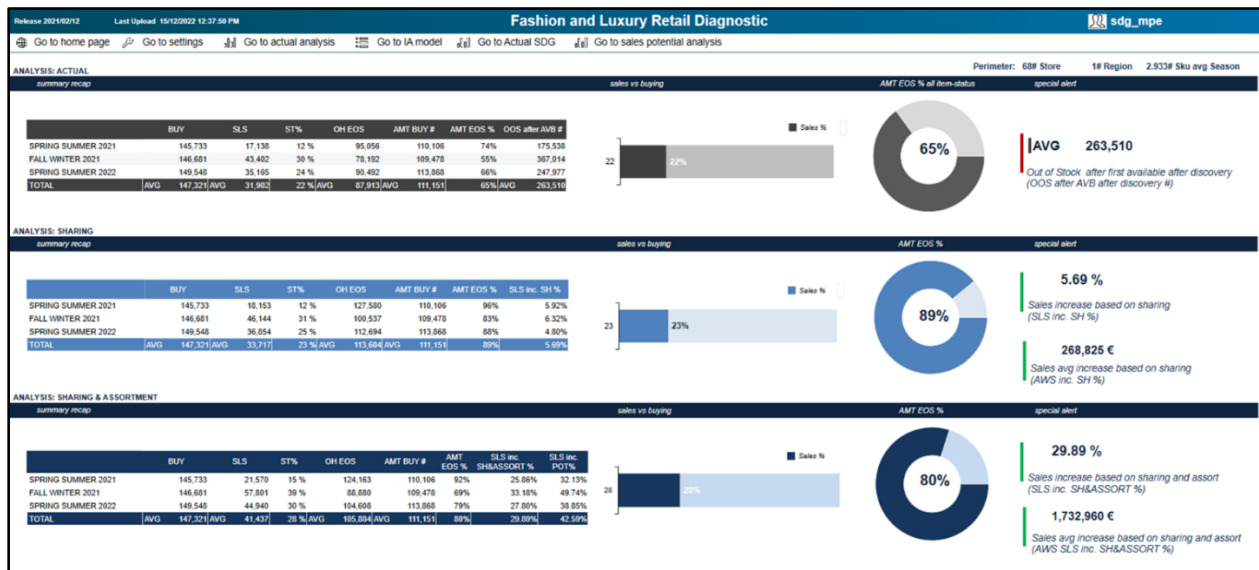 Release 2021/02/12 Last Upload 15/12/2022 12:37:50 PM Fashion and Luxury Retail Diagnostic sdg_mpe
Go to home page Go to settings Go to actual analysis Go to IA model Go to Actual SDG Go to sales potential analysis
Perimeter: 68# Store 1# Region 2.933# Sku avg Season
ANALYSIS: ACTUAL
summary recap sales vs buying AMT EOS % all item-status special alert
BUY SLS ST% OH EOS AMT BUY # AMT EOS % OOS after AVB #
SPRING SUMMER 2021 145,733 17,138 12 % 95,056 110,106 74% 175,538
FALL WINTER 2021 146,681 43,402 30 % 78,192 109,478 55% 367,014
SPRING SUMMER 2022 149,548 35,165 24 % 90,492 113,868 66% 247,977
TOTAL AVG 147,321 AVG 31,902 22 % AVG 87,913 AVG 111,151 65% AVG 263,510
Sales %
22 22%
65%
AVG 263,510
Out of Stock after first available after discovery
(OOS after AVB after discovery #)
ANALYSIS: SHARING
summary recap sales vs buying AMT EOS % special alert
BUY SLS ST% OH EOS AMT BUY # AMT EOS % SLS inc. SH %
SPRING SUMMER 2021 145,733 18,153 12 % 127,580 110,106 96% 5.92%
FALL WINTER 2021 146,681 46,144 31 % 100,537 109,478 83% 6.32%
SPRING SUMMER 2022 149,548 36,854 25 % 112,694 113,868 88% 4.80%
TOTAL AVG 147,321 AVG 33,717 23 % AVG 113,604 AVG 111,151 89% 5.69%
Sales %
23 23%
89%
5.69 %
Sales increase based on sharing
(SLS inc. SH %)
268,825 €
Sales avg increase based on sharing
(AWS inc. SH %)
ANALYSIS: SHARING & ASSORTMENT
summary recap sales vs buying AMT EOS % special alert
BUY SLS ST% OH EOS AMT BUY # AMT EOS % SLS inc. SH&ASSORT % SLS inc. POT%
SPRING SUMMER 2021 145,733 21,570 15 % 124,163 110,106 92% 25.86% 32.13%
FALL WINTER 2021 146,681 57,801 39 % 88,880 109,478 69% 33.18% 49.74%
SPRING SUMMER 2022 149,548 44,940 30 % 104,608 113,868 79% 27.80% 38.85%
TOTAL AVG 147,321 AVG 41,437 28 % AVG 105,884 AVG 111,151 80% 29.89% 42.59%
Sales %
28 28%
80%
29.89 %
Sales increase based on sharing and assort
(SLS inc. SH&ASSORT %)
1,732,960 €
Sales avg increase based on sharing and assort
(AWS SLS inc. SH&ASSORT %)